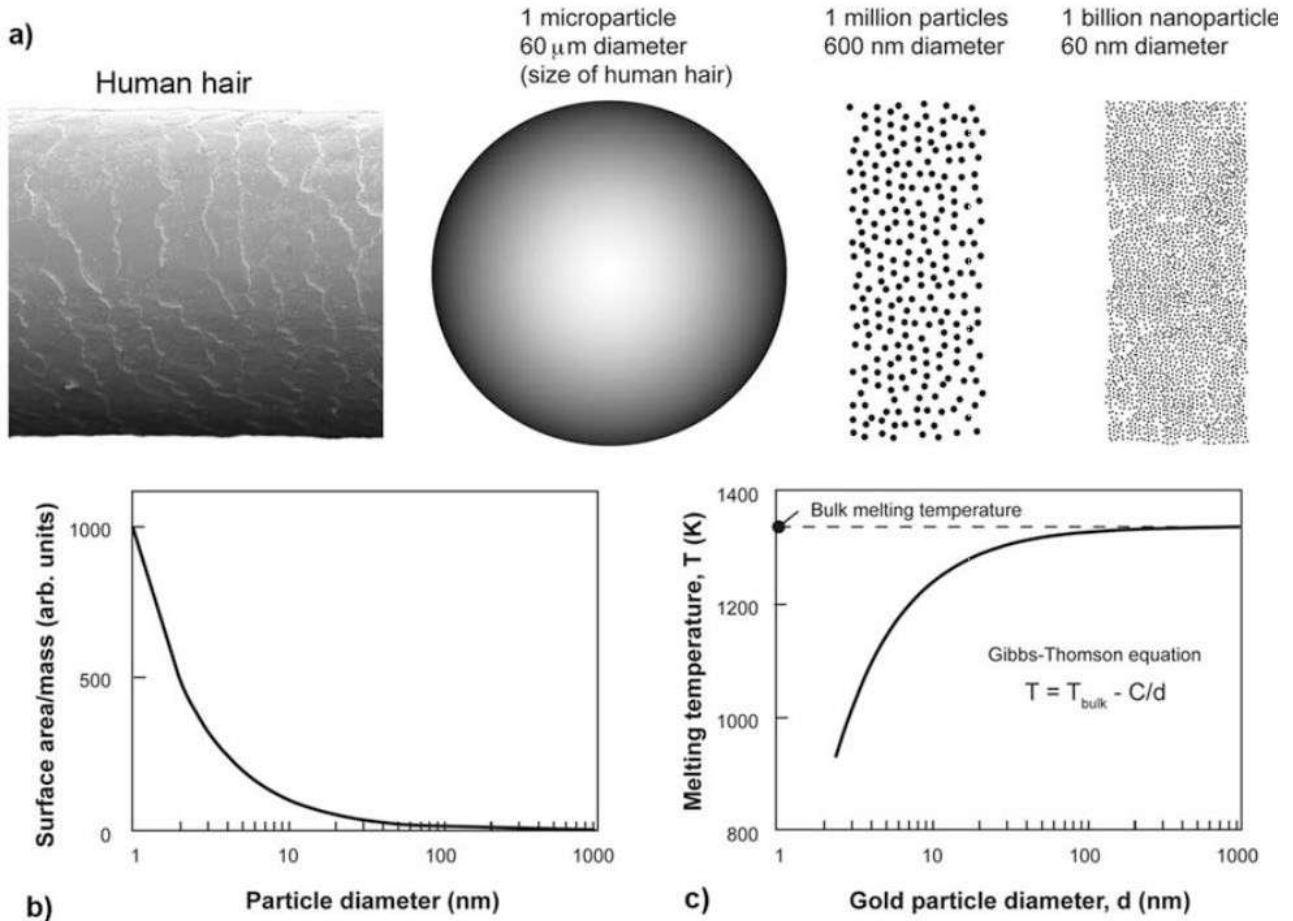 a)
Human hair
1 microparticle
60 μm diameter
(size of human hair)
1 million particles
600 nm diameter
1 billion nanoparticle
60 nm diameter
Surface area/mass (arb. units)
1000
500
0
1
10
100
1000
Particle diameter (nm)
b)
Melting temperature, T (K)
1400
1200
1000
800
Bulk melting temperature
Gibbs-Thomson equation
T = T_bulk - C/d
1
10
100
1000
Gold particle diameter, d (nm)
c)